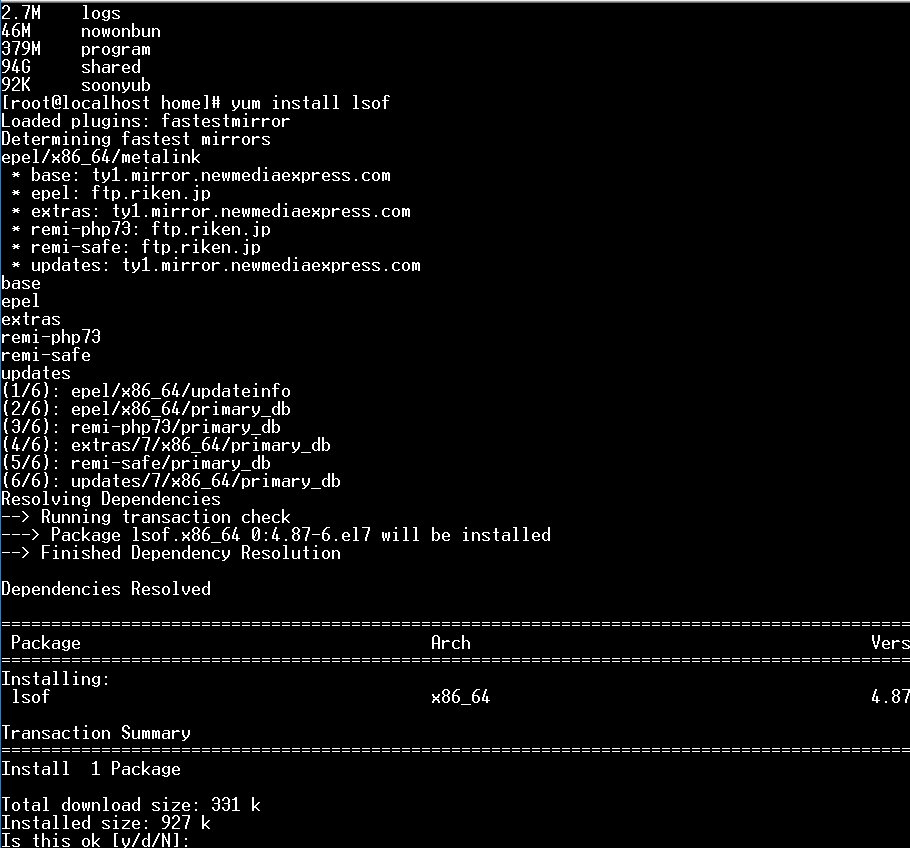 2.7M    logs
46M     nowonbun
379M    program
94G     shared
92K     soonyub
[root@localhost home]# yum install lsof
Loaded plugins: fastestmirror
Determining fastest mirrors
epel/x86_64/metalink
 * base: ty1.mirror.newmediaexpress.com
 * epel: ftp.riken.jp
 * extras: ty1.mirror.newmediaexpress.com
 * remi-php73: ftp.riken.jp
 * remi-safe: ftp.riken.jp
 * updates: ty1.mirror.newmediaexpress.com
base
epel
extras
remi-php73
remi-safe
updates
(1/6): epel/x86_64/updateinfo
(2/6): epel/x86_64/primary_db
(3/6): remi-php73/primary_db
(4/6): extras/7/x86_64/primary_db
(5/6): remi-safe/primary_db
(6/6): updates/7/x86_64/primary_db
Resolving Dependencies
--> Running transaction check
---> Package lsof.x86_64 0:4.87-6.el7 will be installed
--> Finished Dependency Resolution

Dependencies Resolved

===========================================================================================
 Package                                   Arch                                        Vers
===========================================================================================
Installing:
 lsof                                      x86_64                                      4.87

Transaction Summary
===========================================================================================
Install  1 Package

Total download size: 331 k
Installed size: 927 k
Is this ok [y/d/N]: